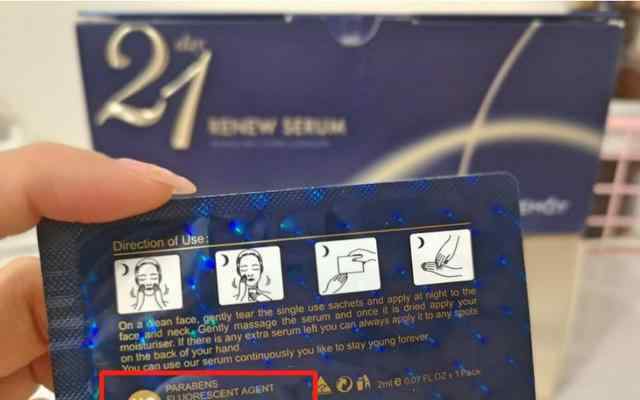 21 day
RENEW SERUM
Direction of Use:
On a clean face, gently tear the single use sachets and apply at night to the
face and neck. Gently massage the serum and once it is dried apply your
moisturiser. If there is any extra serum left you can always apply it to any spots
on the back of your hand
You can use our serum continuously you like to stay young forever.
PARABENS
FLUORESCENT AGENT
2ml ℮ 0.07 FL OZ x 1 Pack